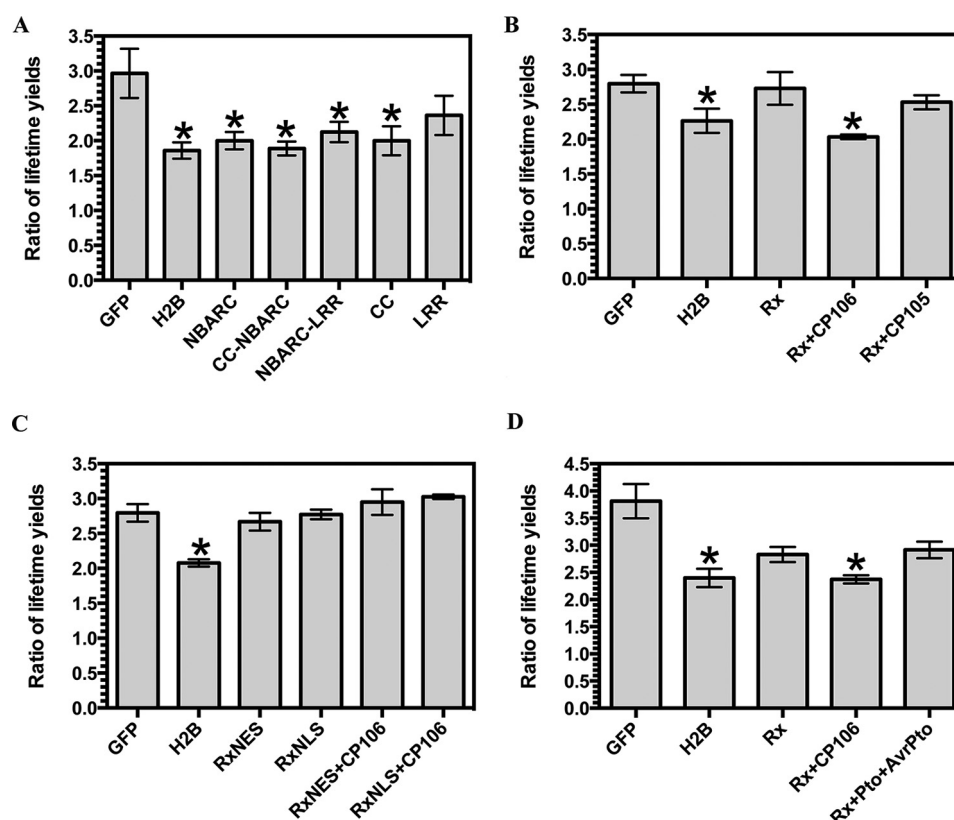 A
Ratio of lifetime yields
3.5
3.0
2.5
2.0
1.5
1.0
0.5
0.0
* * * * *
GFP H2B NBARC CC-NBARC NBARC-LRR CC LRR
B
Ratio of lifetime yields
3.5
3.0
2.5
2.0
1.5
1.0
0.5
0.0
* *
GFP H2B Rx Rx+CP106 Rx+CP105
C
Ratio of lifetime yields
3.5
3.0
2.5
2.0
1.5
1.0
0.5
0.0
*
GFP H2B RxNES RxNLS RxNES+CP106 RxNLS+CP106
D
Ratio of lifetime yields
4.5
4.0
3.5
3.0
2.5
2.0
1.5
1.0
0.5
0.0
* *
GFP H2B Rx Rx+CP106 Rx+Pto+AvrPto